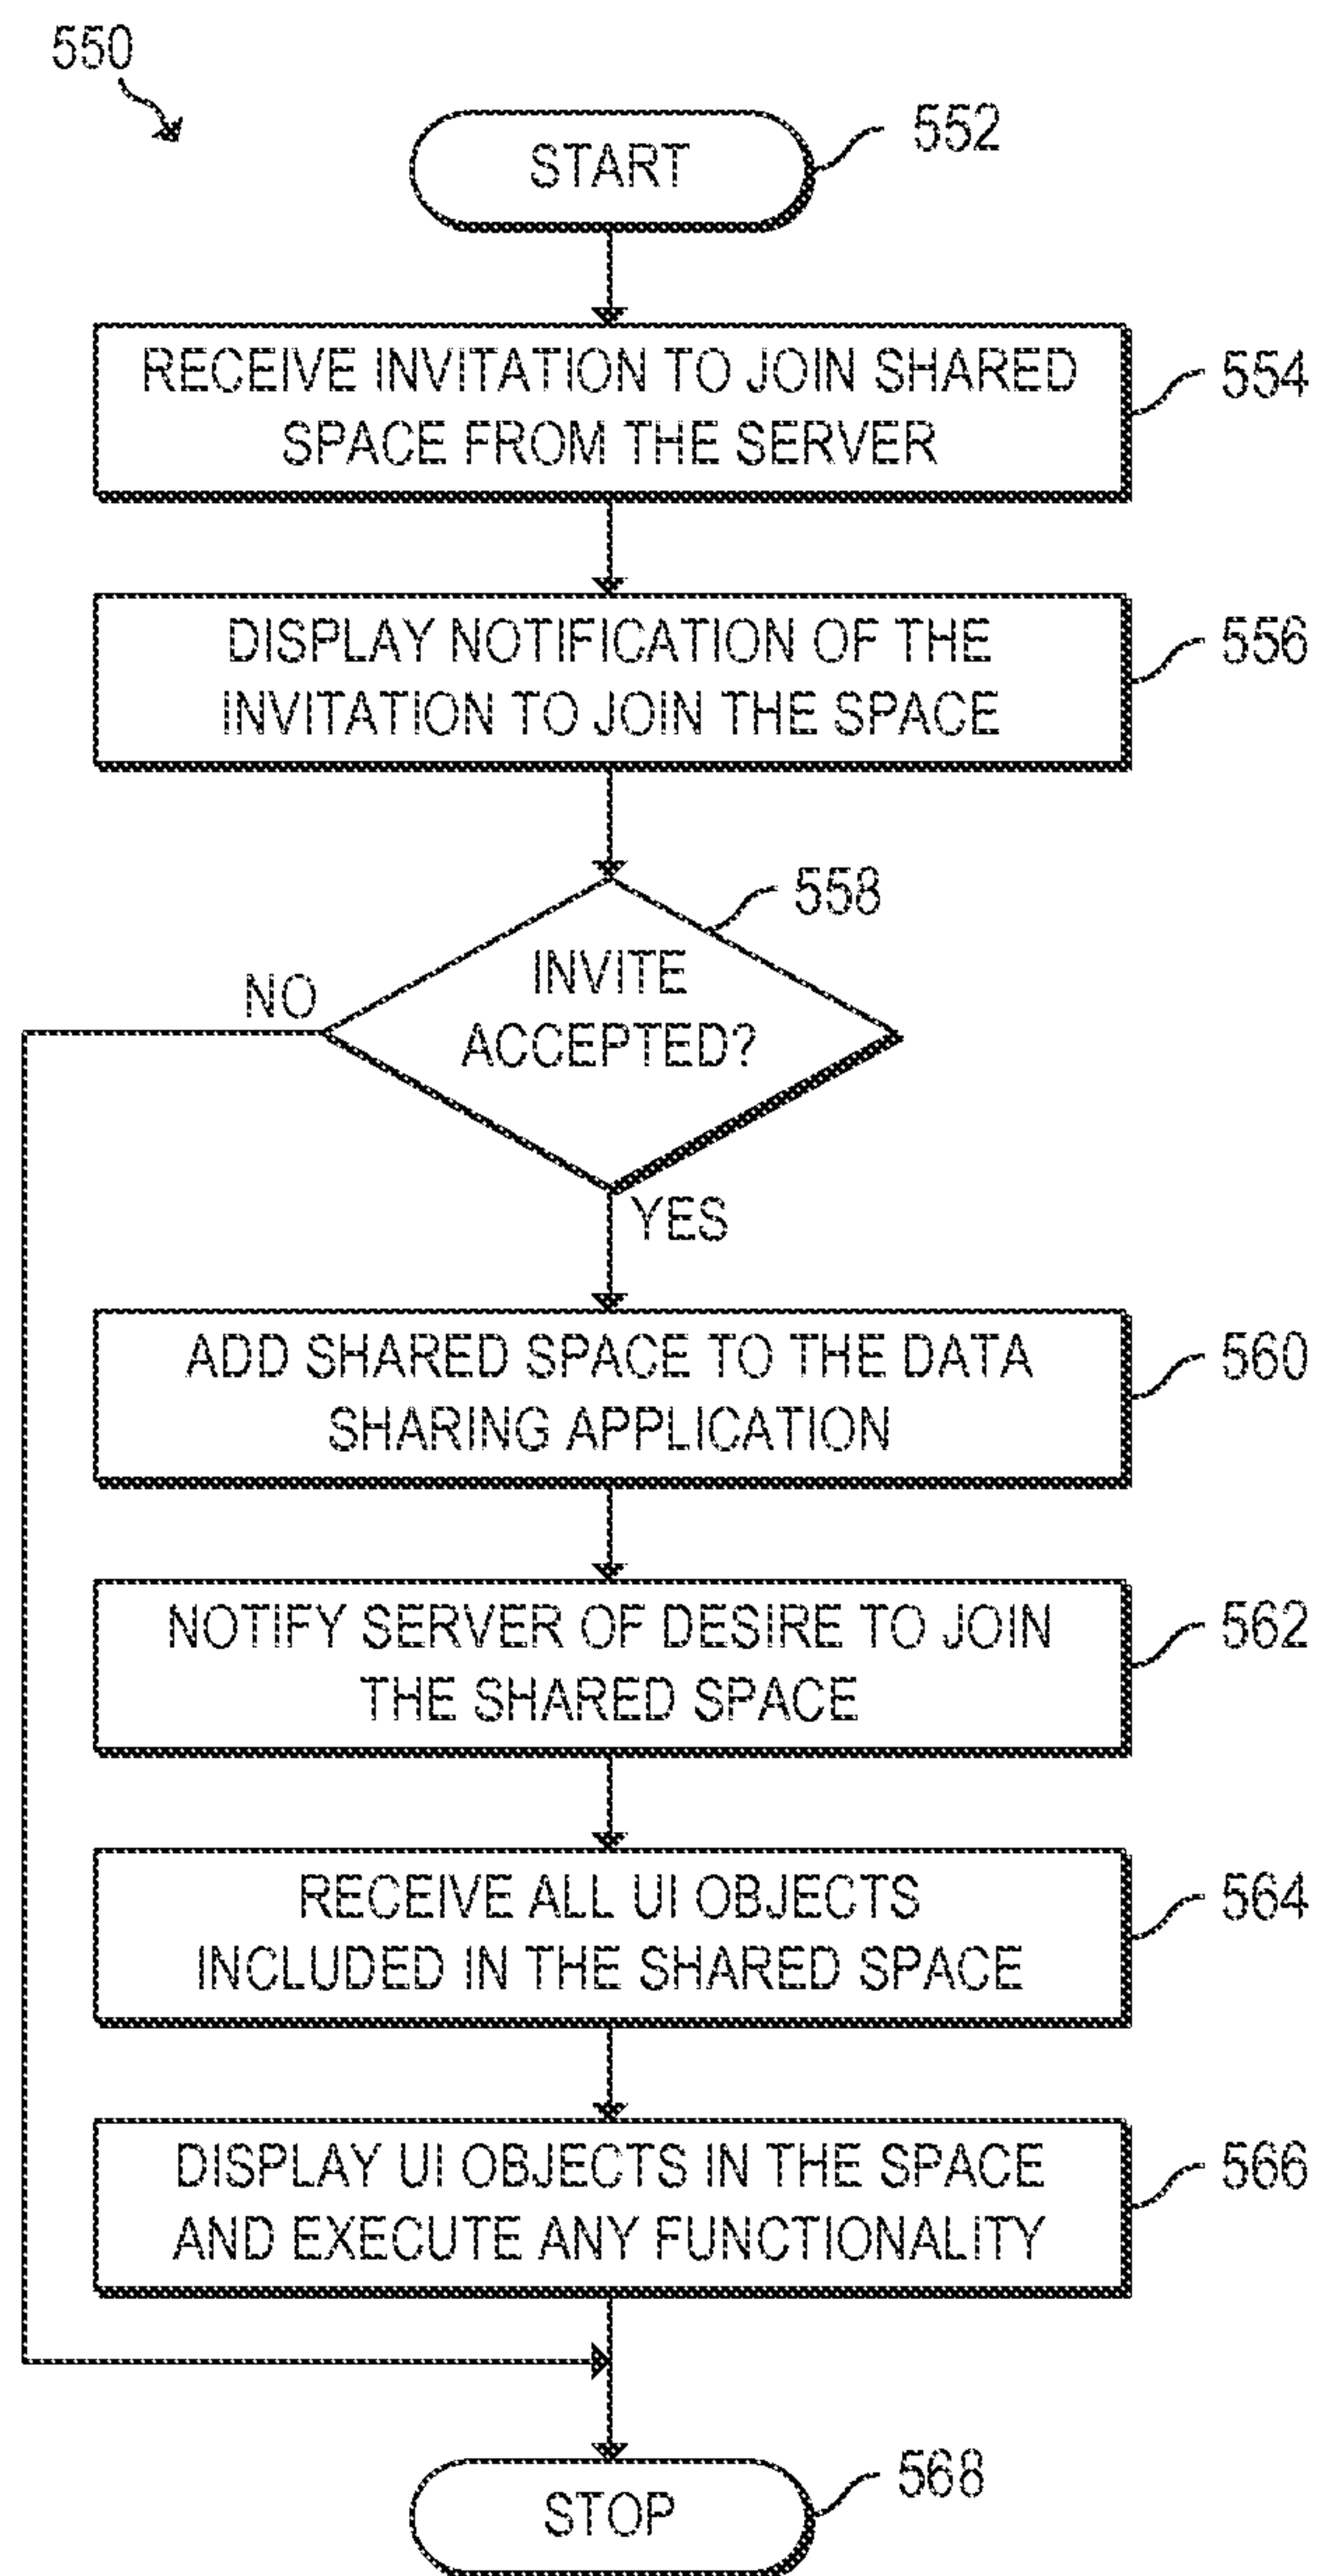 550
START
552
RECEIVE INVITATION TO JOIN SHARED
SPACE FROM THE SERVER
554
DISPLAY NOTIFICATION OF THE
INVITATION TO JOIN THE SPACE
556
558
INVITE
ACCEPTED?
NO
YES
ADD SHARED SPACE TO THE DATA
SHARING APPLICATION
560
NOTIFY SERVER OF DESIRE TO JOIN
THE SHARED SPACE
562
RECEIVE ALL UI OBJECTS
INCLUDED IN THE SHARED SPACE
564
DISPLAY UI OBJECTS IN THE SPACE
AND EXECUTE ANY FUNCTIONALITY
566
STOP
568